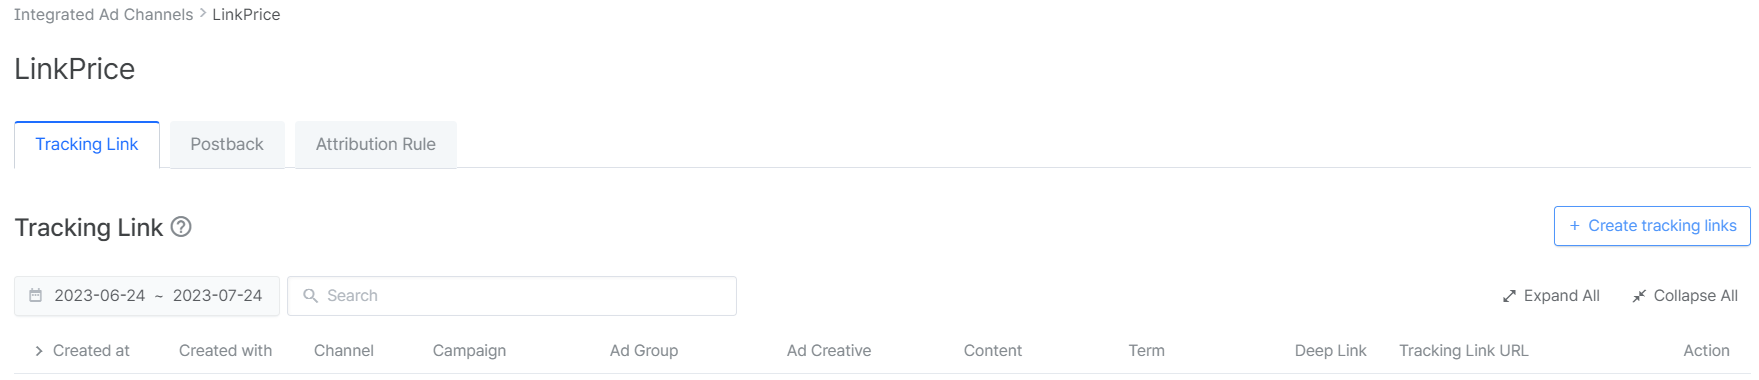 Integrated Ad Channels > LinkPrice
LinkPrice
Tracking Link Postback Attribution Rule
Tracking Link ?
+ Create tracking links
2023-06-24 ~ 2023-07-24 Search Expand All Collapse All
> Created at Created with Channel Campaign Ad Group Ad Creative Content Term Deep Link Tracking Link URL Action